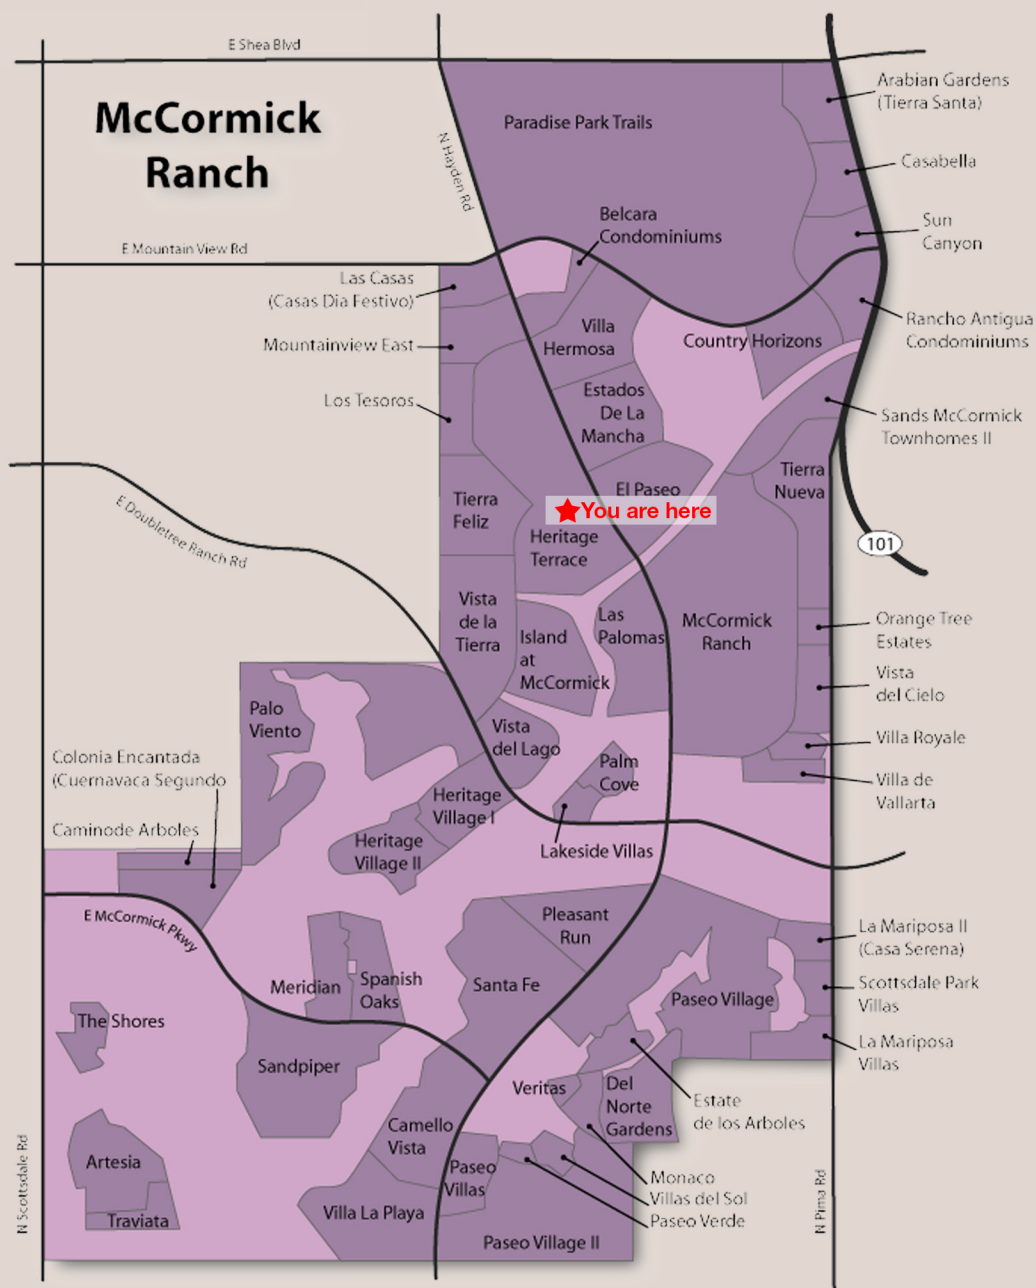 E Shea Blvd
McCormick
Ranch
Arabian Gardens
(Tierra Santa)
Paradise Park Trails
N Hayden Rd
Casabella
Belcara
Condominiums
Sun
Canyon
E Mountain View Rd
Las Casas
(Casas Dia Festivo)
Rancho Antigua
Condominiums
Villa
Hermosa
Country Horizons
Mountainview East
Estados
De La
Mancha
Los Tesoros
Sands McCormick
Townhomes II
Tierra
Nueva
El Paseo
You are here
Tierra
Feliz
E Doubletree Ranch Rd
Heritage
Terrace
101
Vista
de la
Tierra
Las
Palomas
McCormick
Ranch
Orange Tree
Estates
Island
at
McCormick
Vista
del Cielo
Palo
Viento
Vista
del Lago
Villa Royale
Colonia Encantada
(Cuernavaca Segundo
Palm
Cove
Villa de
Vallarta
Heritage
Village I
Caminode Arboles
Heritage
Village II
Lakeside Villas
E McCormick Pkwy
Pleasant
Run
La Mariposa II
(Casa Serena)
Meridian
Spanish
Oaks
Santa Fe
Paseo Village
Scottsdale Park
Villas
The Shores
La Mariposa
Villas
Sandpiper
Veritas
Del
Norte
Gardens
Estate
de los Arboles
Camello
Vista
Artesia
Paseo
Villas
Monaco
Villas del Sol
Paseo Verde
N Scottsdale Rd
N Pima Rd
Traviata
Villa La Playa
Paseo Village II